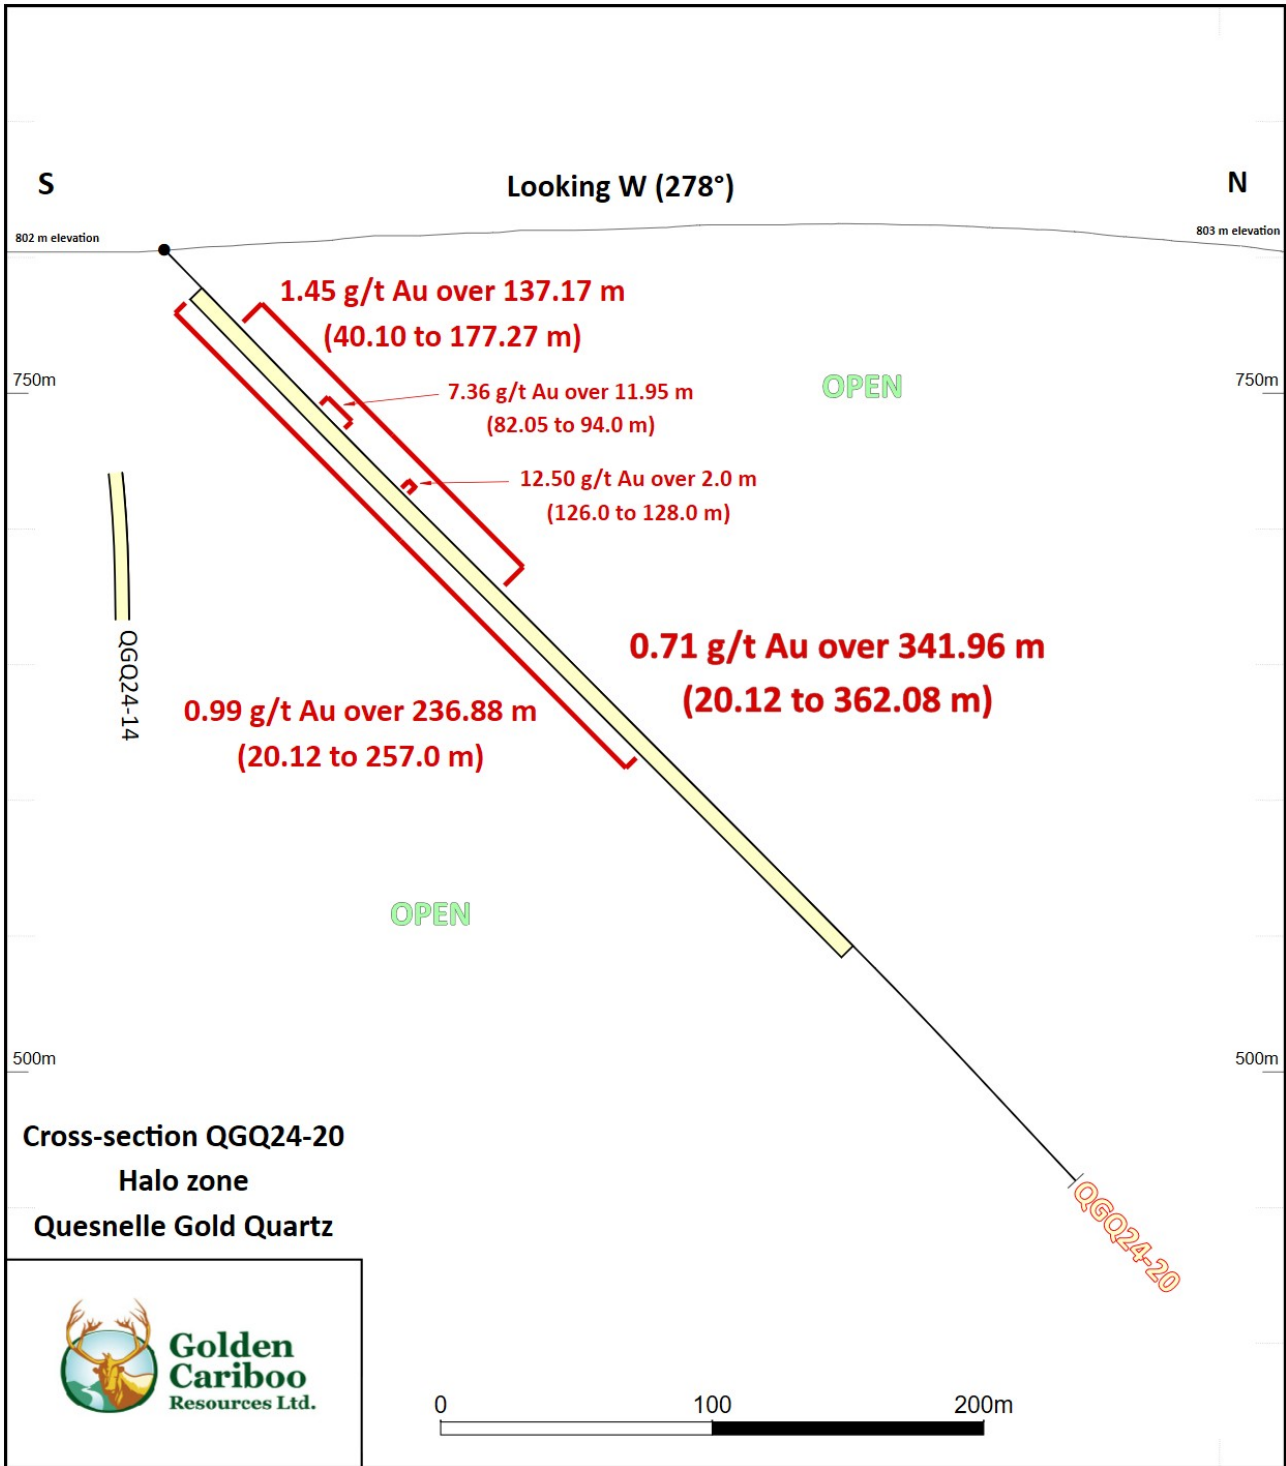 S
Looking W (278°)
N
802 m elevation
803 m elevation
1.45 g/t Au over 137.17 m
(40.10 to 177.27 m)
750m
OPEN
750m
7.36 g/t Au over 11.95 m
(82.05 to 94.0 m)
12.50 g/t Au over 2.0 m
(126.0 to 128.0 m)
QGQ24-14
0.71 g/t Au over 341.96 m
(20.12 to 362.08 m)
0.99 g/t Au over 236.88 m
(20.12 to 257.0 m)
OPEN
500m
500m
Cross-section QGQ24-20
Halo zone
Quesnelle Gold Quartz
QGQ24-20
Golden
Cariboo
Resources Ltd.
0
100
200m